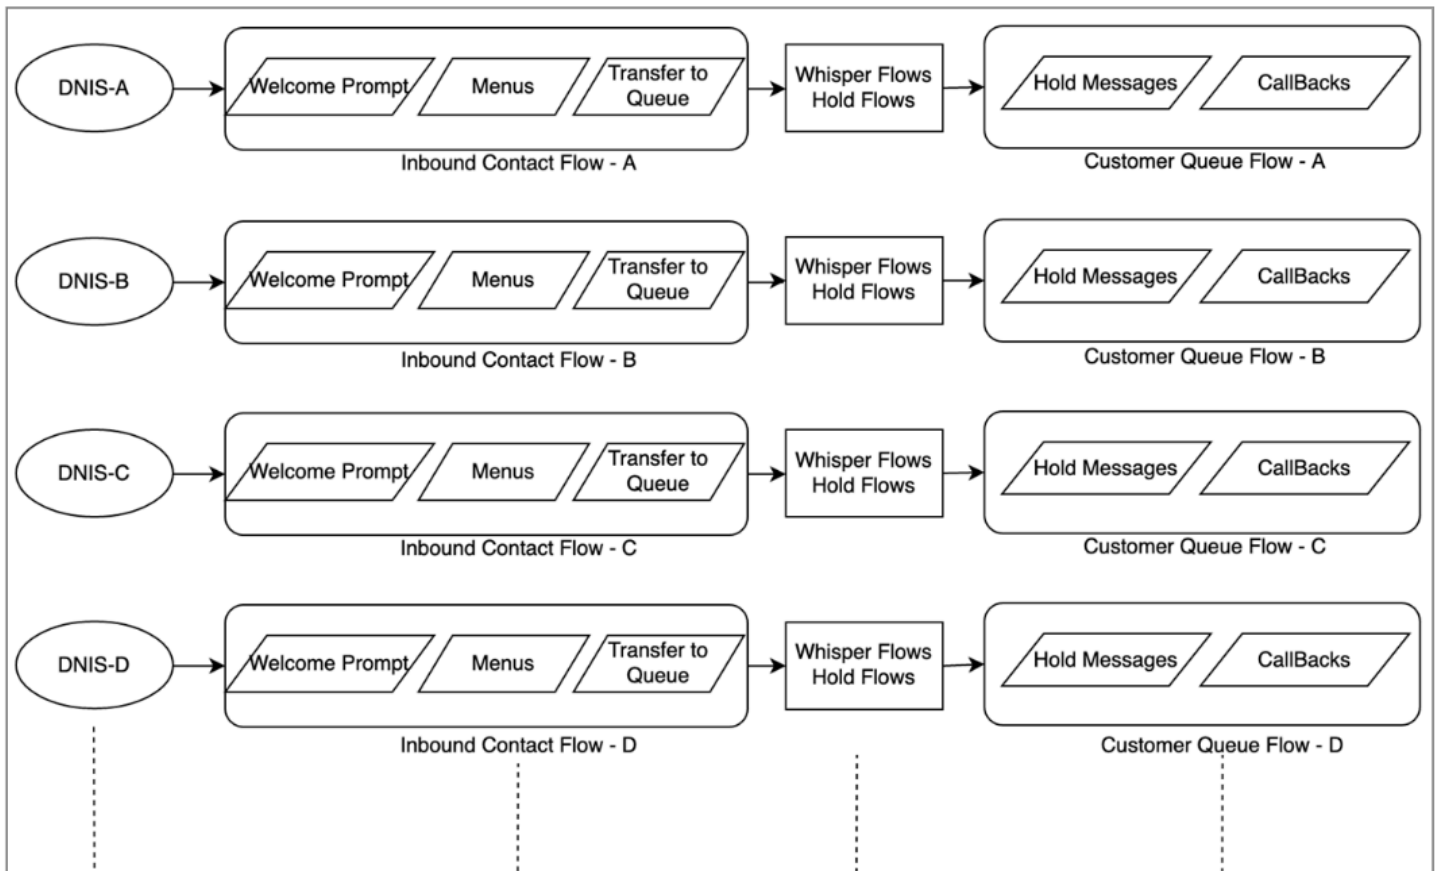 DNIS-A
Welcome Prompt
Menus
Transfer to
Queue
Inbound Contact Flow - A
Whisper Flows
Hold Flows
Hold Messages
CallBacks
Customer Queue Flow - A
DNIS-B
Welcome Prompt
Menus
Transfer to
Queue
Inbound Contact Flow - B
Whisper Flows
Hold Flows
Hold Messages
CallBacks
Customer Queue Flow - B
DNIS-C
Welcome Prompt
Menus
Transfer to
Queue
Inbound Contact Flow - C
Whisper Flows
Hold Flows
Hold Messages
CallBacks
Customer Queue Flow - C
DNIS-D
Welcome Prompt
Menus
Transfer to
Queue
Inbound Contact Flow - D
Whisper Flows
Hold Flows
Hold Messages
CallBacks
Customer Queue Flow - D